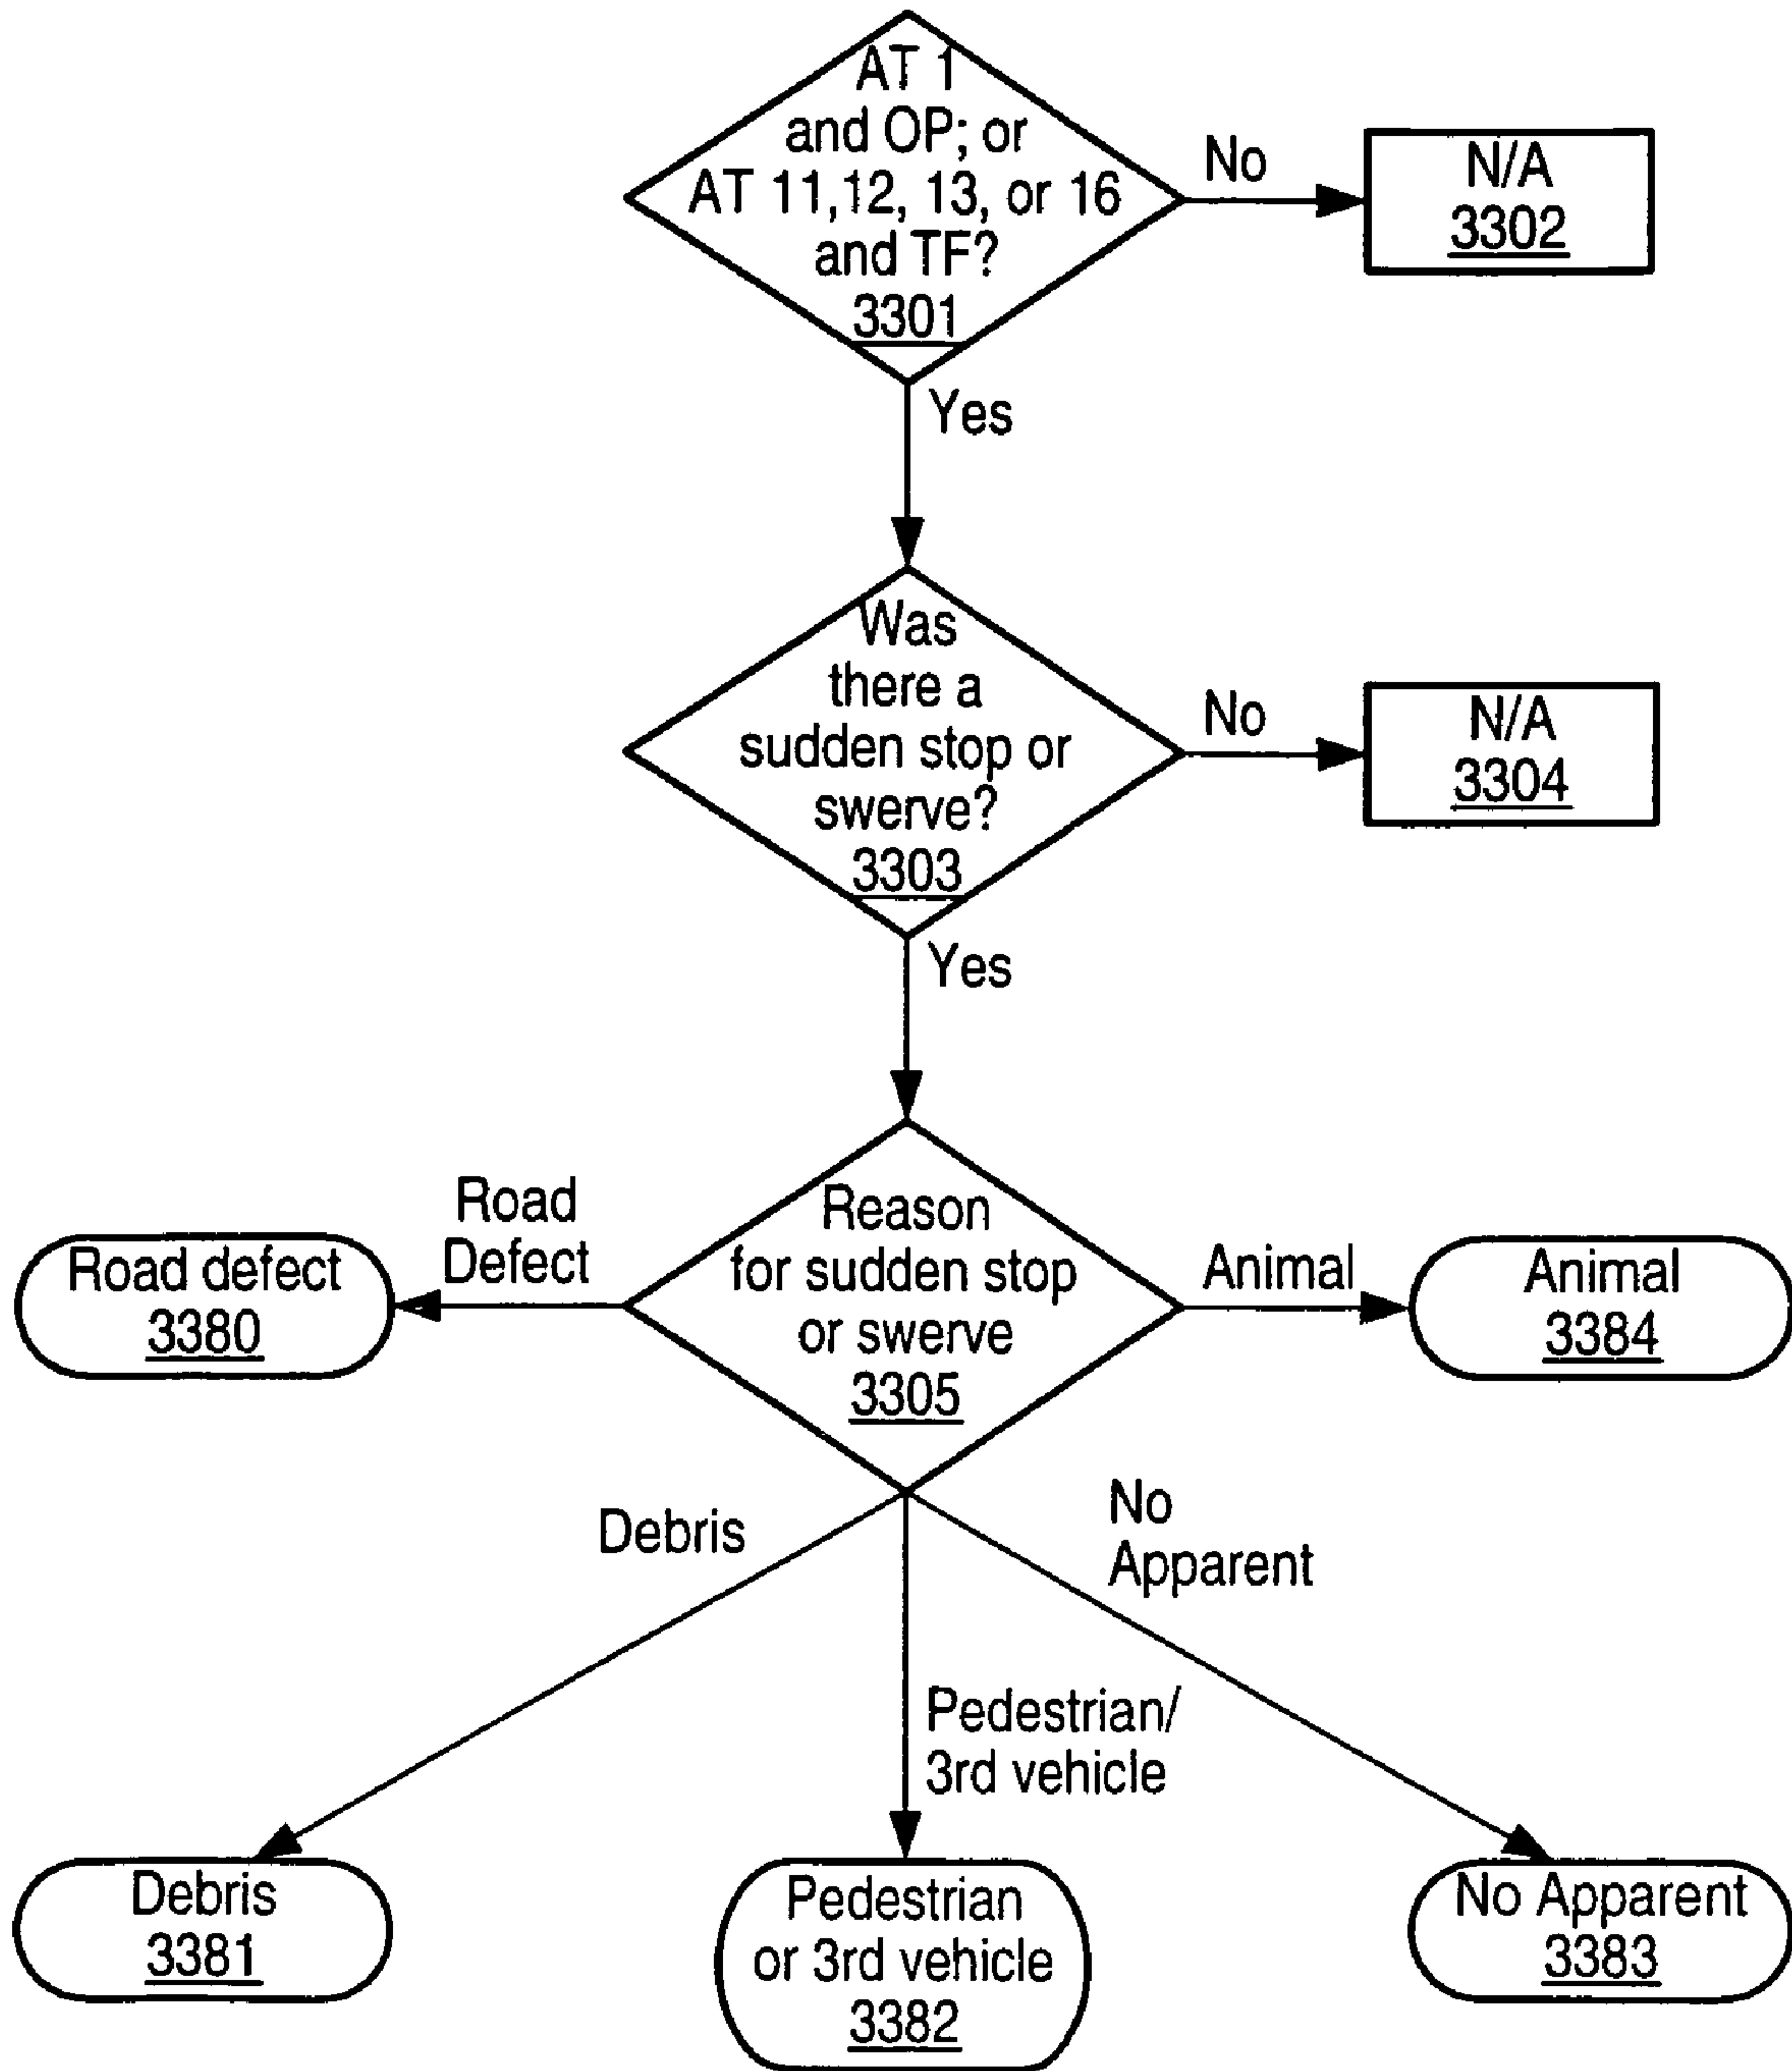 AT 1
and OP; or
AT 11,12, 13, or 16
and TF?
3301
No
N/A
3302
Yes
Was
there a
sudden stop or
swerve?
3303
No
N/A
3304
Yes
Reason
for sudden stop
or swerve
3305
Road
Defect
Road defect
3380
Animal
Animal
3384
Debris
No
Apparent
Pedestrian/
3rd vehicle
Debris
3381
Pedestrian
or 3rd vehicle
3382
No Apparent
3383